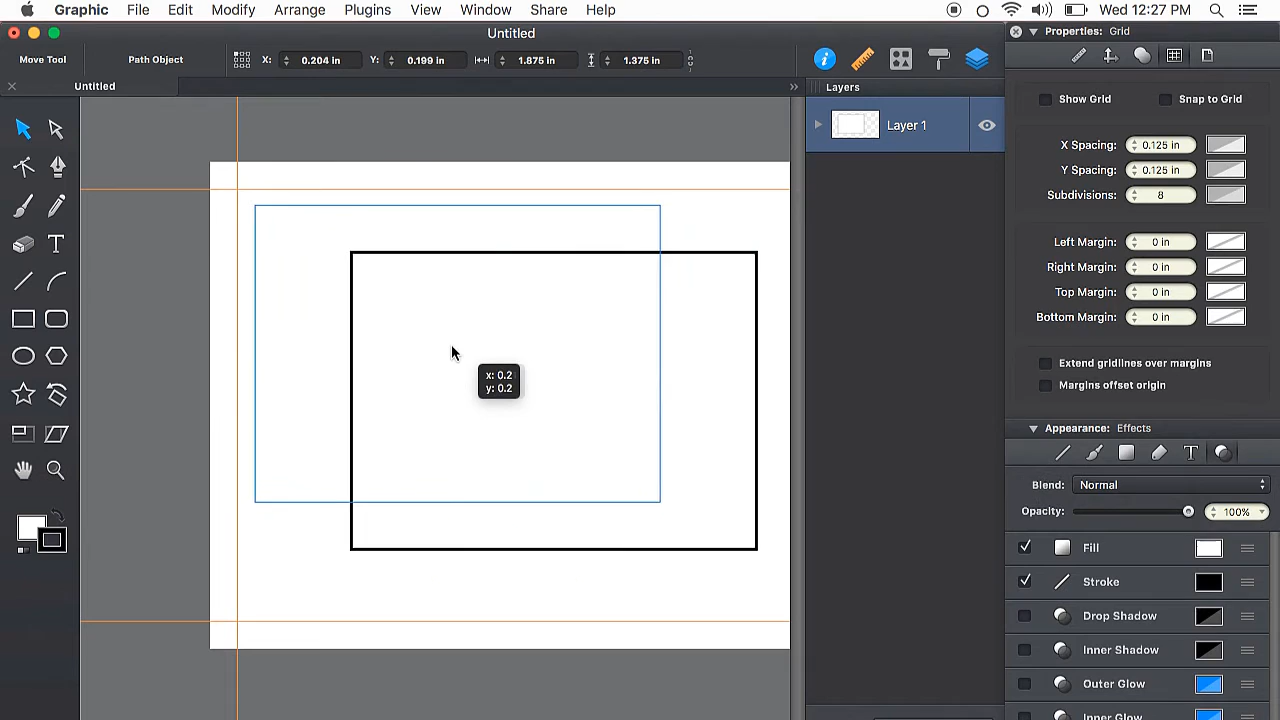 Graphic File Edit Modify Arrange Plugins View Window Share Help Wed 12:27 PM
Untitled
Move Tool Path Object X: 0.204 in Y: 0.199 in 1.875 in 1.375 in
Untitled
x: 0.2
y: 0.2
Layers
Layer 1
Properties: Grid
Show Grid Snap to Grid
X Spacing: 0.125 in
Y Spacing: 0.125 in
Subdivisions: 8
Left Margin: 0 in
Right Margin: 0 in
Top Margin: 0 in
Bottom Margin: 0 in
Extend gridlines over margins
Margins offset origin
Appearance: Effects
Blend: Normal
Opacity: 100%
Fill
Stroke
Drop Shadow
Inner Shadow
Outer Glow
Inner Glow